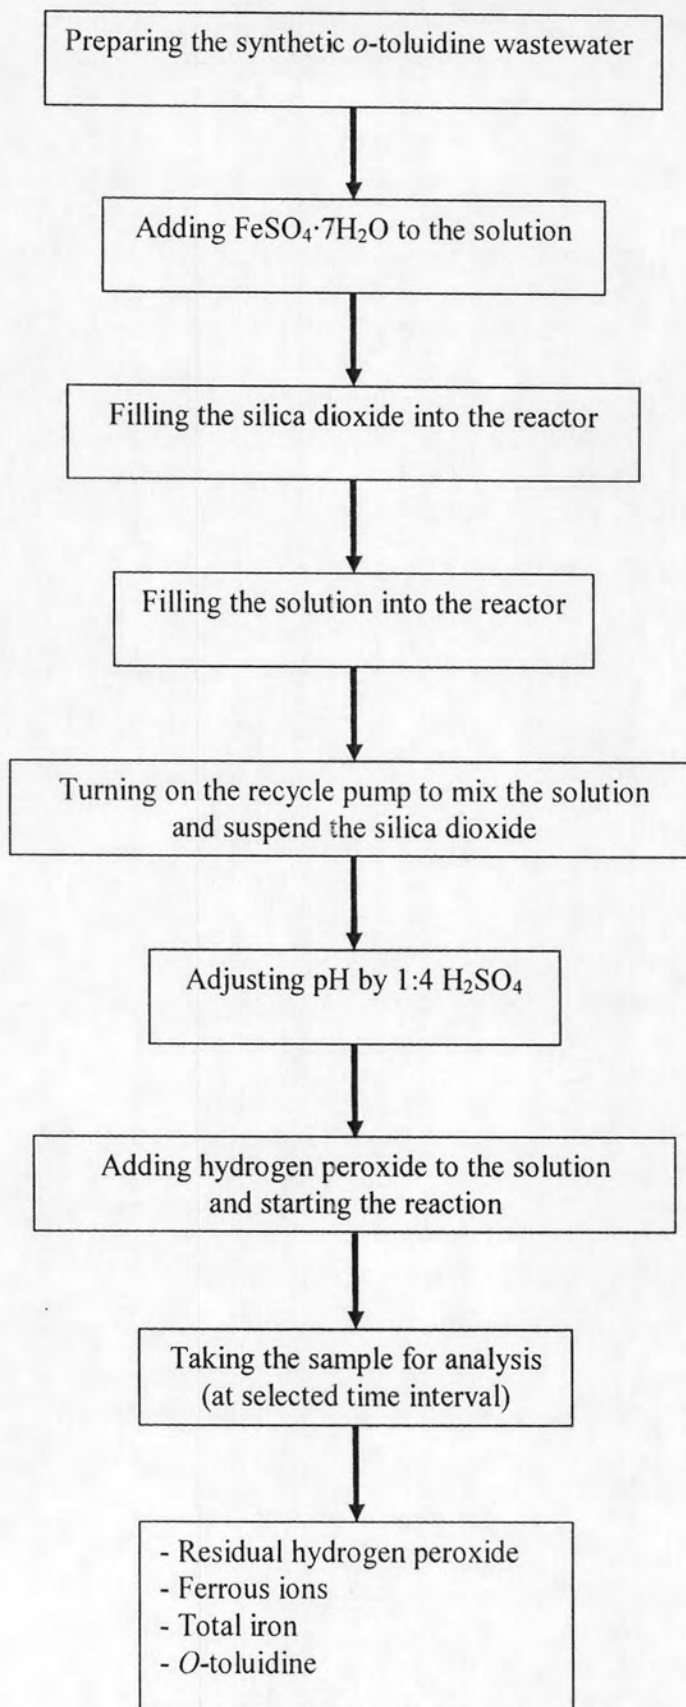 Preparing the synthetic o-toluidine wastewater
Adding FeSO₄·7H₂O to the solution
Filling the silica dioxide into the reactor
Filling the solution into the reactor
Turning on the recycle pump to mix the solution
and suspend the silica dioxide
Adjusting pH by 1:4 H₂SO₄
Adding hydrogen peroxide to the solution
and starting the reaction
Taking the sample for analysis
(at selected time interval)
- Residual hydrogen peroxide
- Ferrous ions
- Total iron
- O-toluidine